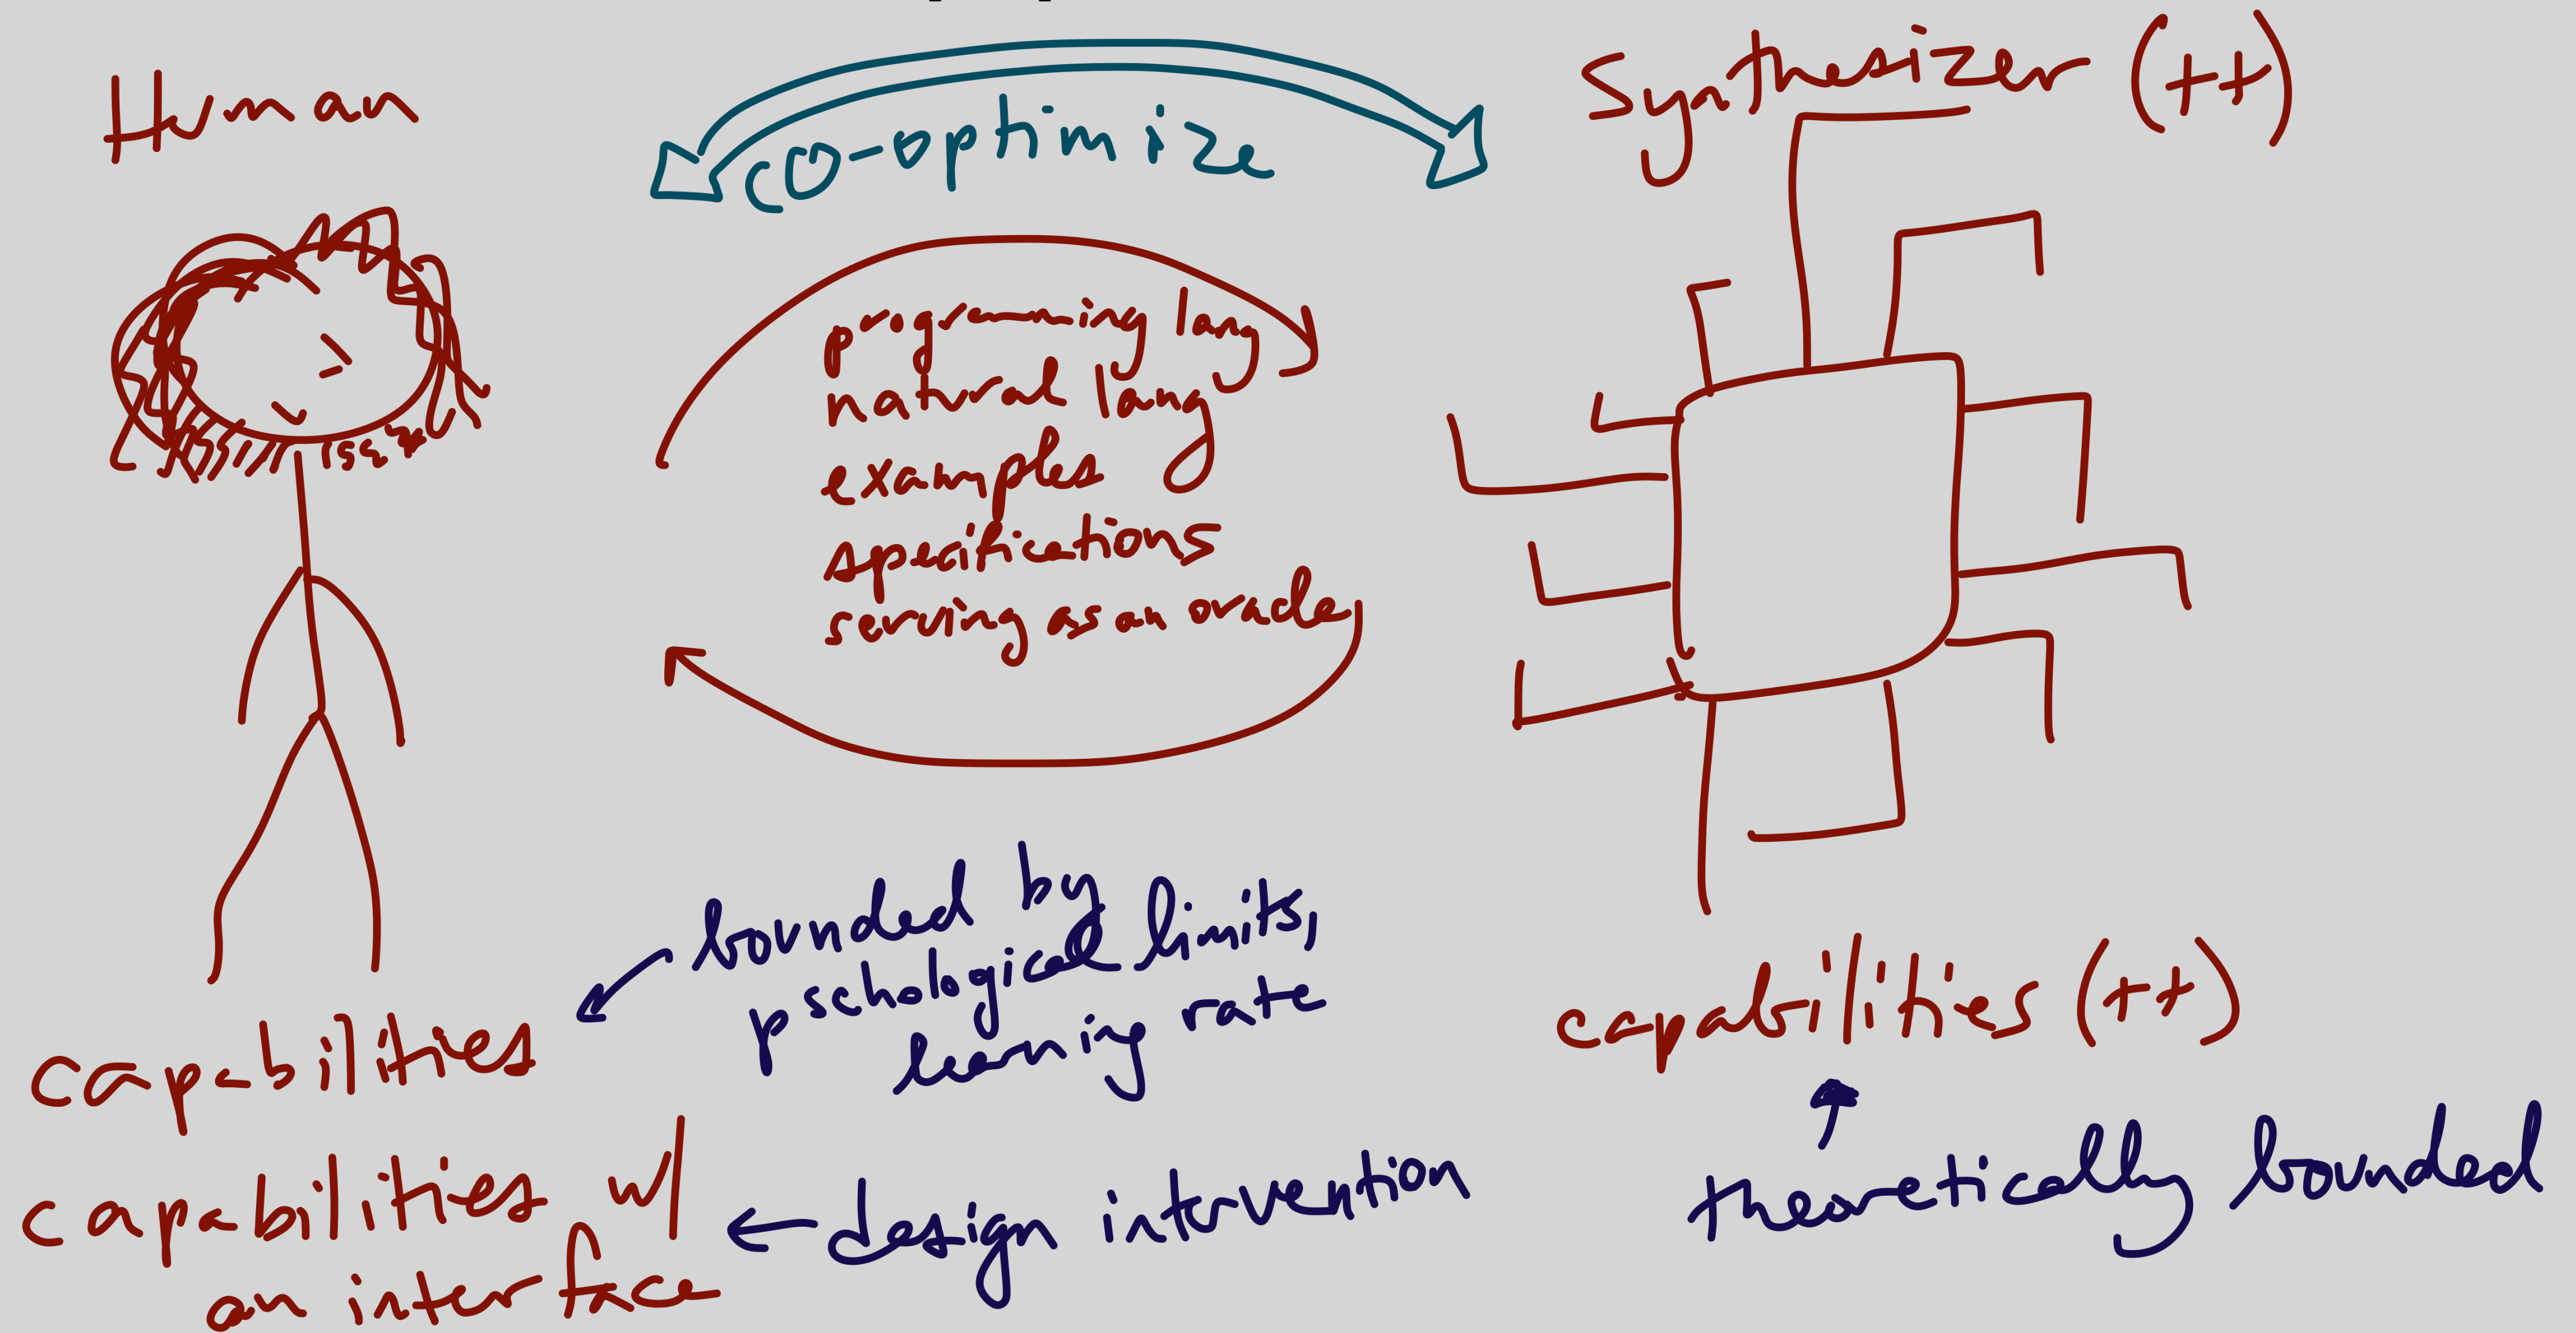 Human
co-optimize
Synthesizer (++)
programming lang
natural lang
examples
specifications
serving as an oracle
bounded by
pschological limits,
learning rate
capabilities
capabilities w/
an interface
design intervention
capabilities (++)
theoretically bounded